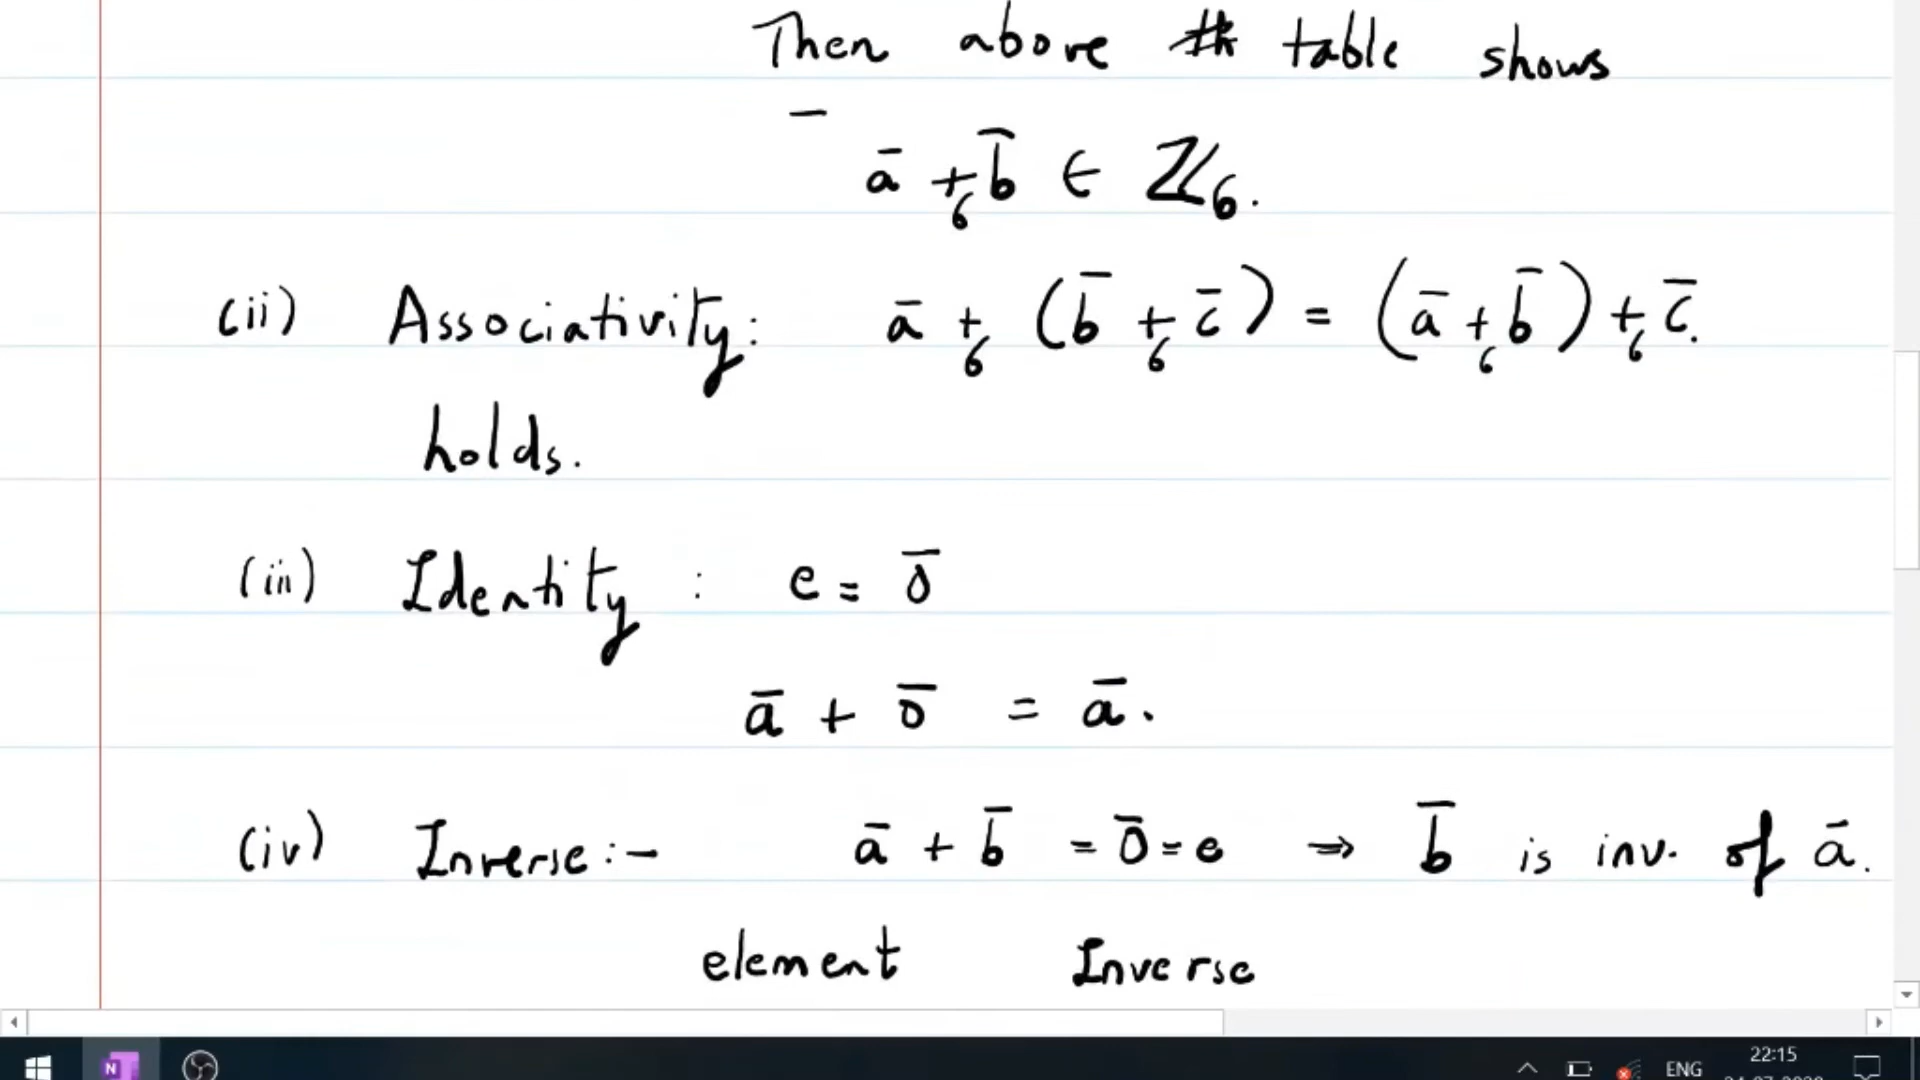 Then above table shows
ā +₆ b̄ ∈ ℤ₆.
(ii) Associativity: ā +₆ (b̄ +₆ c̄) = (ā +₆ b̄) +₆ c̄.
holds.
(iii) Identity : e = 0̄
ā + 0̄ = ā.
(iv) Inverse:- ā + b̄ = 0̄ = e ⇒ b̄ is inv. of ā.
element Inverse
N
ENG
22:15